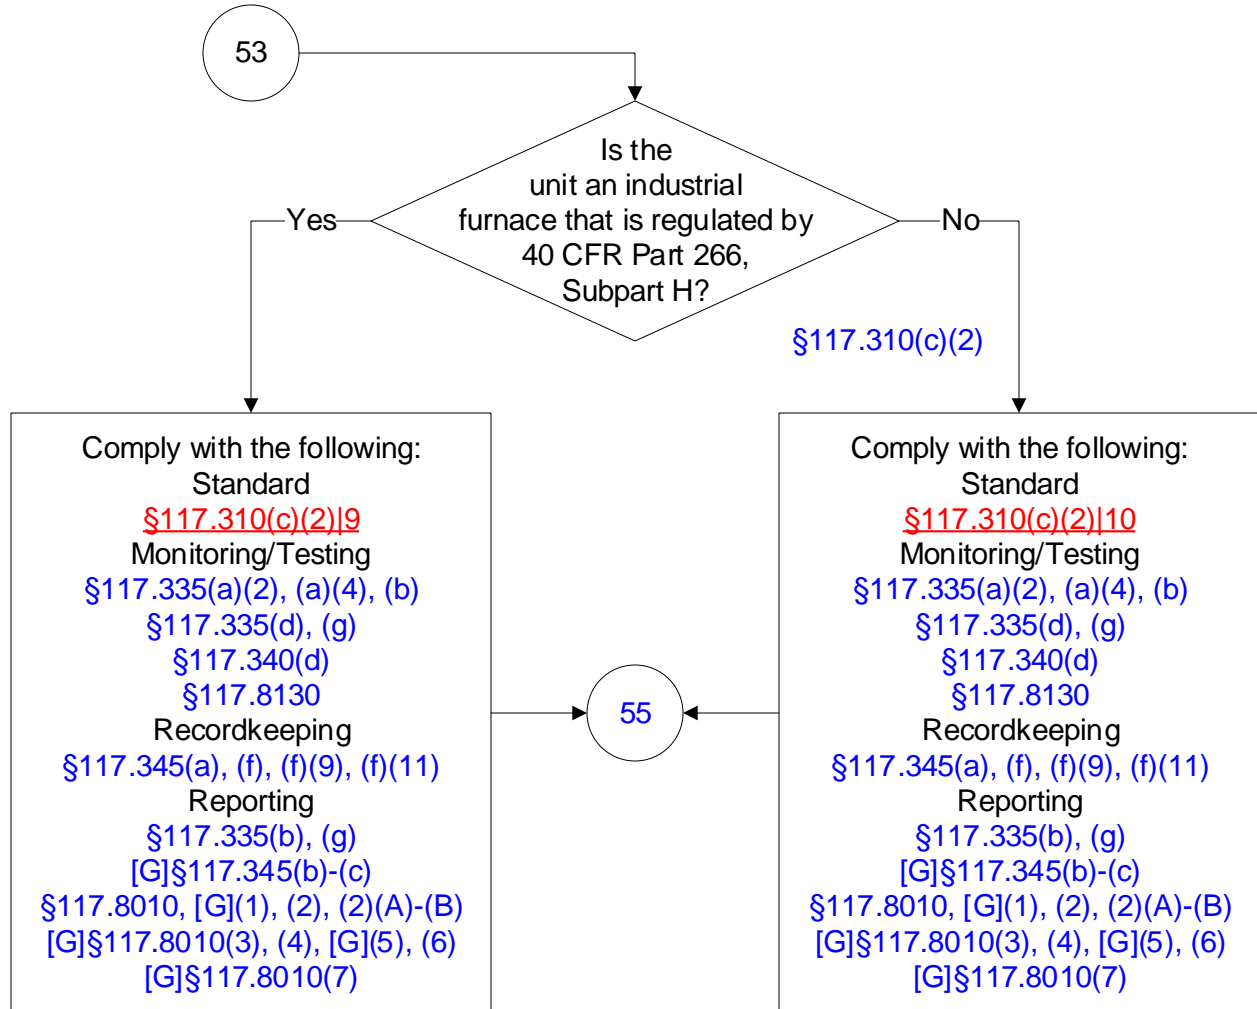 53
Is the
unit an industrial
furnace that is regulated by
40 CFR Part 266,
Subpart H?
Yes
No
§117.310(c)(2)
Comply with the following:
Standard
§117.310(c)(2)|9
Monitoring/Testing
§117.335(a)(2), (a)(4), (b)
§117.335(d), (g)
§117.340(d)
§117.8130
Recordkeeping
§117.345(a), (f), (f)(9), (f)(11)
Reporting
§117.335(b), (g)
[G]§117.345(b)-(c)
§117.8010, [G](1), (2), (2)(A)-(B)
[G]§117.8010(3), (4), [G](5), (6)
[G]§117.8010(7)
55
Comply with the following:
Standard
§117.310(c)(2)|10
Monitoring/Testing
§117.335(a)(2), (a)(4), (b)
§117.335(d), (g)
§117.340(d)
§117.8130
Recordkeeping
§117.345(a), (f), (f)(9), (f)(11)
Reporting
§117.335(b), (g)
[G]§117.345(b)-(c)
§117.8010, [G](1), (2), (2)(A)-(B)
[G]§117.8010(3), (4), [G](5), (6)
[G]§117.8010(7)